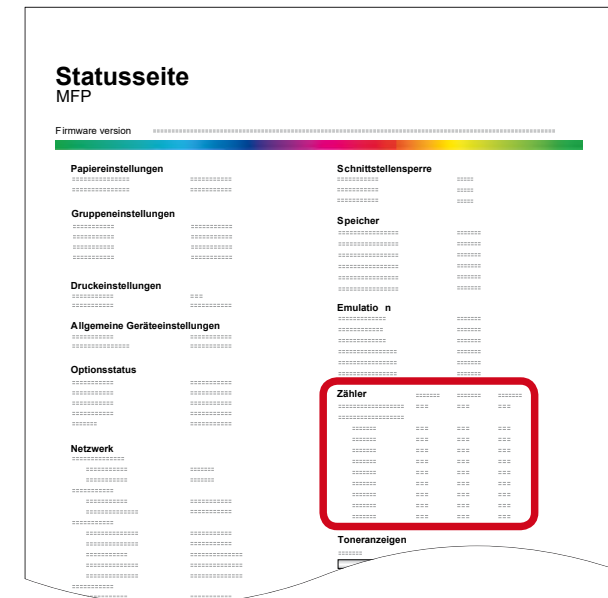 Statusseite
MFP
Firmware version
Papiereinstellungen
Gruppeneinstellungen
Druckeinstellungen
Allgemeine Geräteeinstellungen
Optionsstatus
Netzwerk
Schnittstellensperre
Speicher
Emulatio n
Zähler
Toneranzeigen